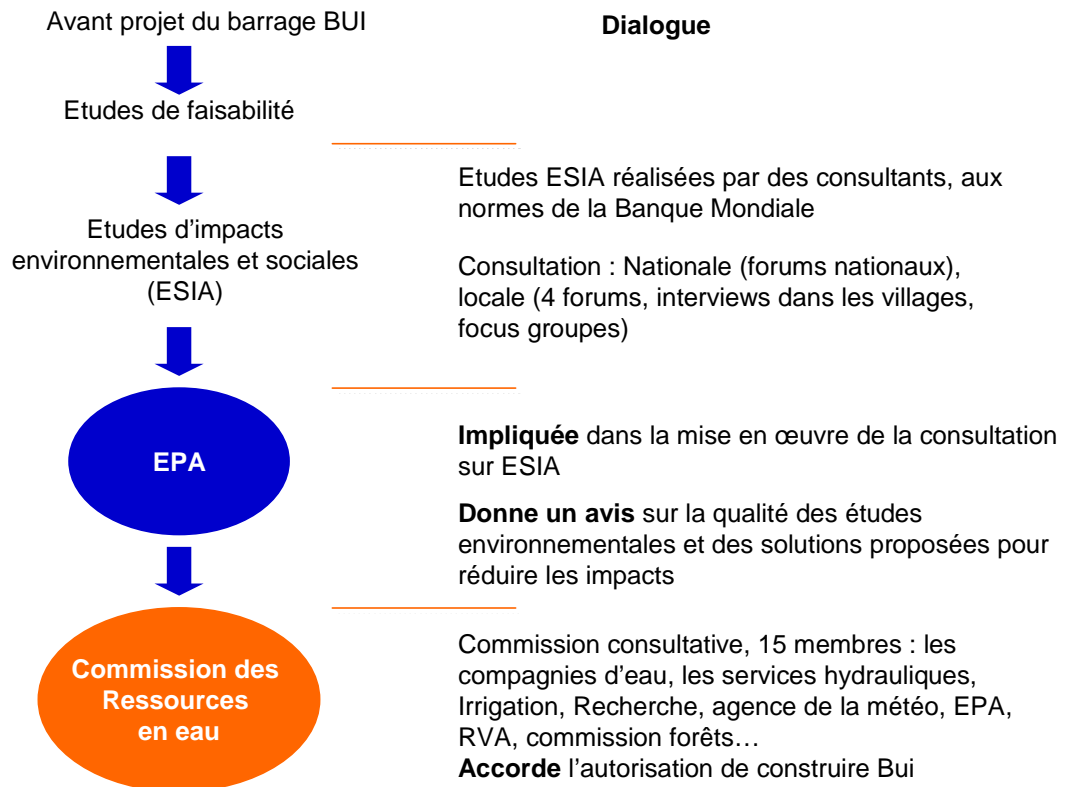 Avant projet du barrage BUI
Dialogue
Etudes de faisabilité
Etudes ESIA réalisées par des consultants, aux
normes de la Banque Mondiale
Etudes d'impacts
environnementales et sociales
(ESIA)
Consultation : Nationale (forums nationaux),
locale (4 forums, interviews dans les villages,
focus groupes)
EPA
Impliquée dans la mise en œuvre de la consultation
sur ESIA
Donne un avis sur la qualité des études
environnementales et des solutions proposées pour
réduire les impacts
Commission des
Ressources
en eau
Commission consultative, 15 membres : les
compagnies d'eau, les services hydrauliques,
Irrigation, Recherche, agence de la météo, EPA,
RVA, commission forêts…
Accorde l'autorisation de construire Bui